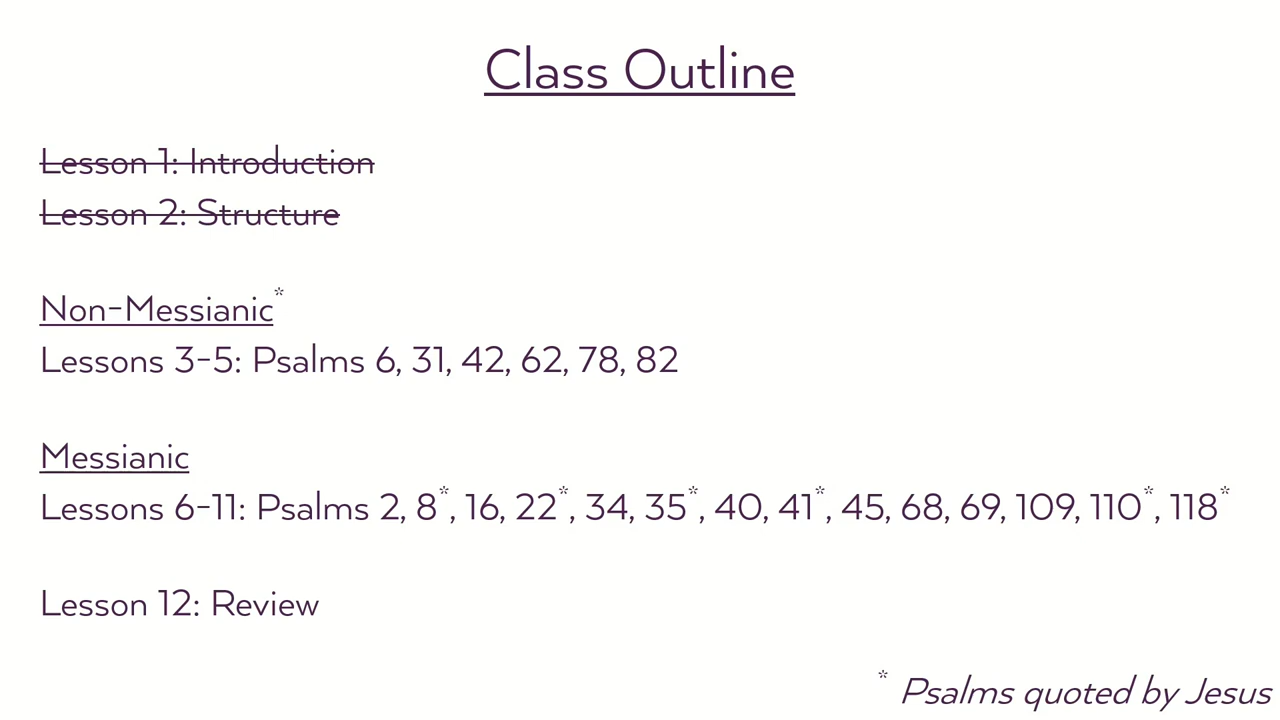 Class Outline
Lesson 1: Introduction
Lesson 2: Structure
Non-Messianic*
Lessons 3-5: Psalms 6, 31, 42, 62, 78, 82
Messianic
Lessons 6-11: Psalms 2, 8*, 16, 22*, 34, 35*, 40, 41*, 45, 68, 69, 109, 110*, 118*
Lesson 12: Review
* Psalms quoted by Jesus